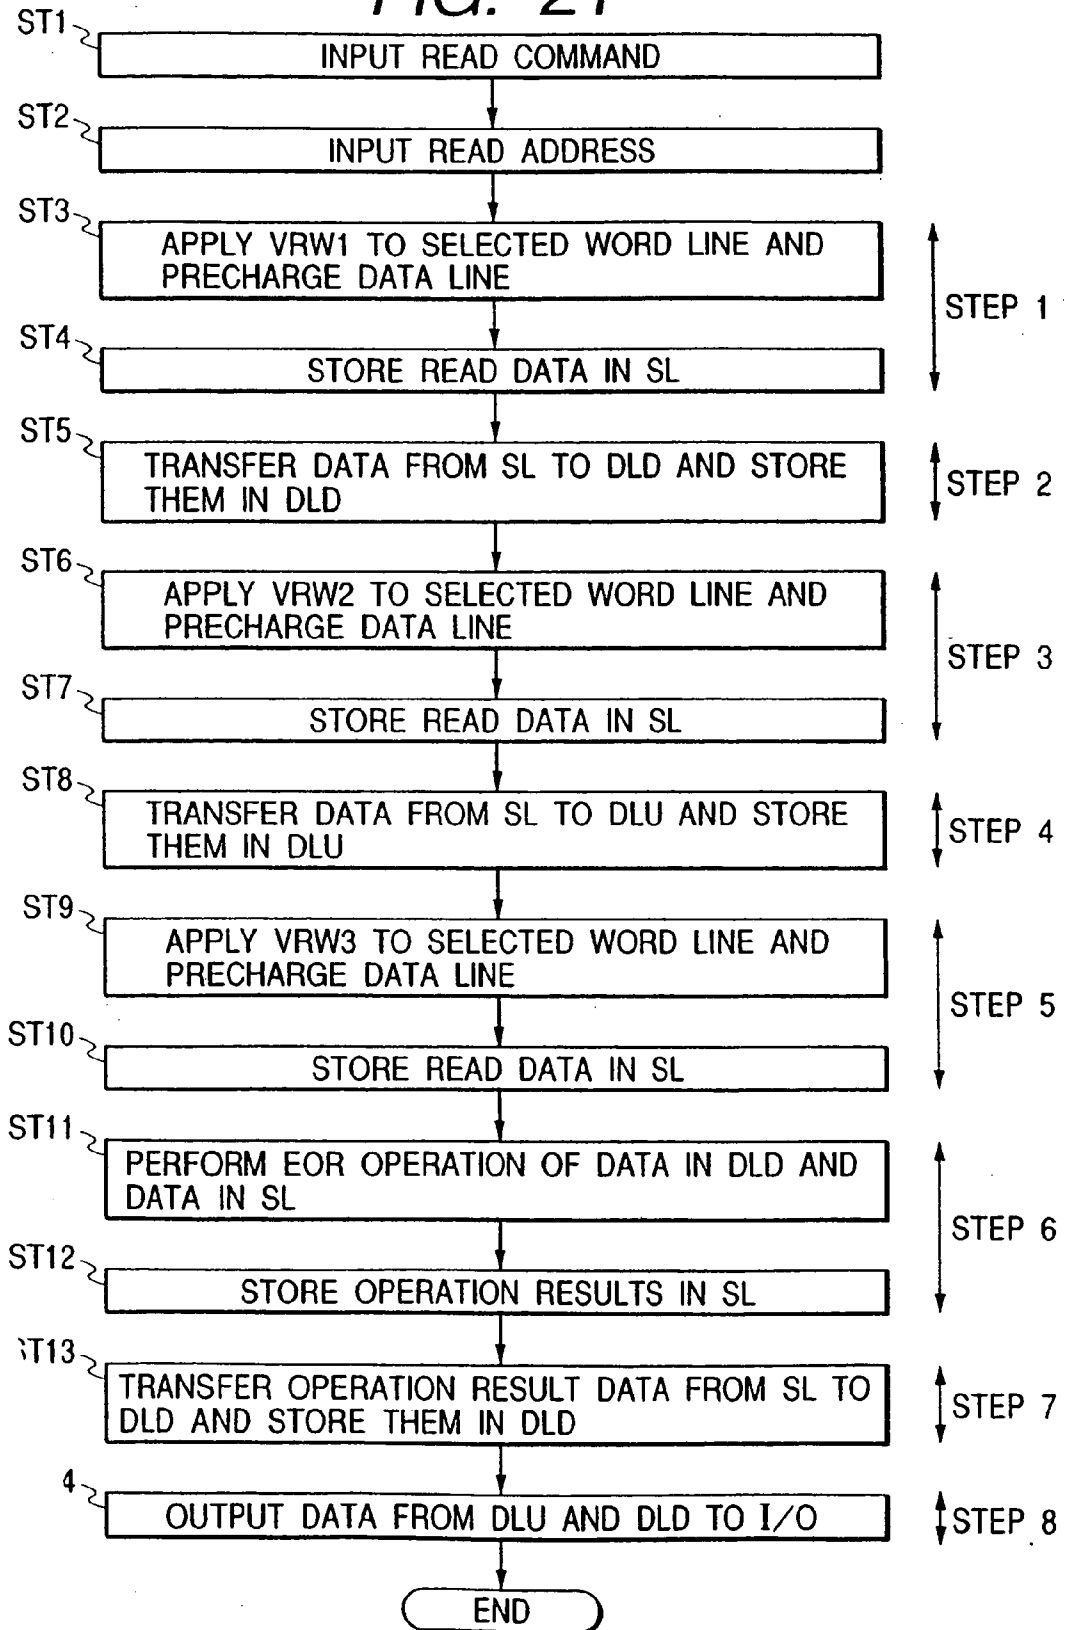 FIG. 21
ST1
INPUT READ COMMAND
ST2
INPUT READ ADDRESS
ST3
APPLY VRW1 TO SELECTED WORD LINE AND
PRECHARGE DATA LINE
STEP 1
ST4
STORE READ DATA IN SL
ST5
TRANSFER DATA FROM SL TO DLD AND STORE
THEM IN DLD
STEP 2
ST6
APPLY VRW2 TO SELECTED WORD LINE AND
PRECHARGE DATA LINE
STEP 3
ST7
STORE READ DATA IN SL
ST8
TRANSFER DATA FROM SL TO DLU AND STORE
THEM IN DLU
STEP 4
ST9
APPLY VRW3 TO SELECTED WORD LINE AND
PRECHARGE DATA LINE
STEP 5
ST10
STORE READ DATA IN SL
ST11
PERFORM EOR OPERATION OF DATA IN DLD AND
DATA IN SL
STEP 6
ST12
STORE OPERATION RESULTS IN SL
ST13
TRANSFER OPERATION RESULT DATA FROM SL TO
DLD AND STORE THEM IN DLD
STEP 7
4
OUTPUT DATA FROM DLU AND DLD TO I/O
STEP 8
END